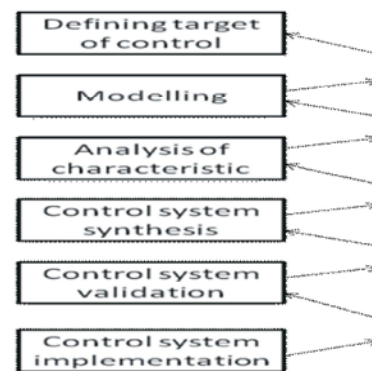 Defining target
of control
Modelling
Analysis of
characteristic
Control system
synthesis
Control system
validation
Control system
implementation